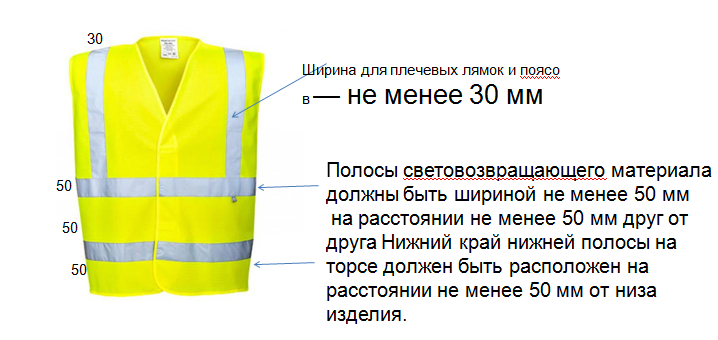 30
Ширина для плечевых лямок и поясо
в — не менее 30 мм
Полосы световозвращающего материала
должны быть шириной не менее 50 мм
на расстоянии не менее 50 мм друг от
друга Нижний край нижней полосы на
торсе должен быть расположен на
расстоянии не менее 50 мм от низа
изделия.
50
50
50